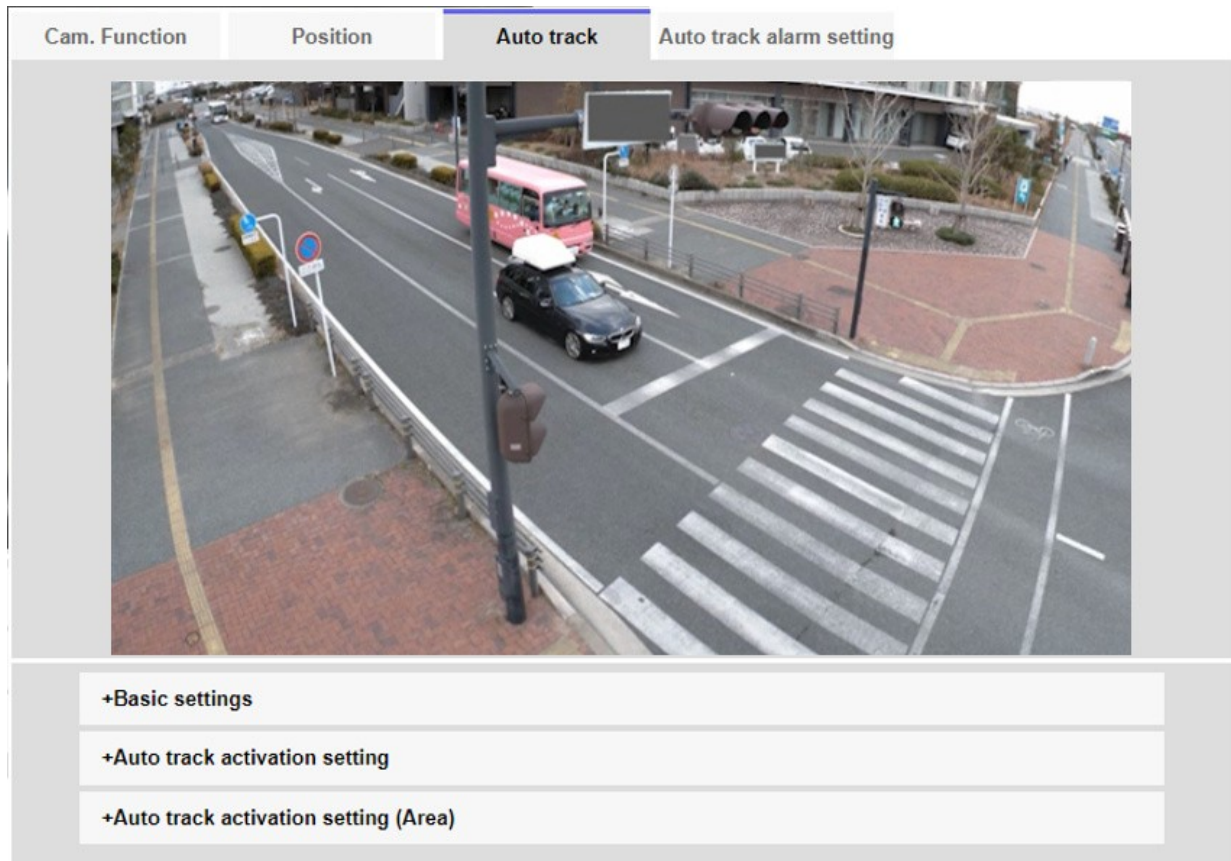 Cam. Function
Position
Auto track
Auto track alarm setting
+Basic settings
+Auto track activation setting
+Auto track activation setting (Area)